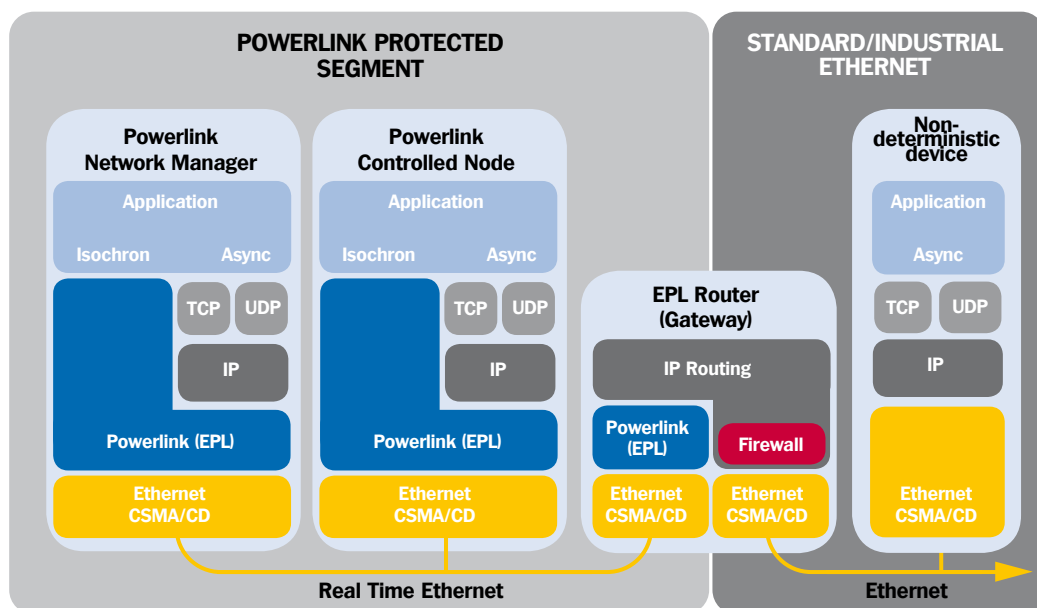 POWERLINK PROTECTED
SEGMENT
STANDARD/INDUSTRIAL
ETHERNET
Powerlink
Network Manager
Application
Isochron
Async
TCP
UDP
IP
Powerlink (EPL)
Ethernet
CSMA/CD
Powerlink
Controlled Node
Application
Isochron
Async
TCP
UDP
IP
Powerlink (EPL)
Ethernet
CSMA/CD
EPL Router
(Gateway)
IP Routing
Powerlink
(EPL)
Firewall
Ethernet
CSMA/CD
Ethernet
CSMA/CD
Non-
deterministic
device
Application
Async
TCP
UDP
IP
Ethernet
CSMA/CD
Real Time Ethernet
Ethernet